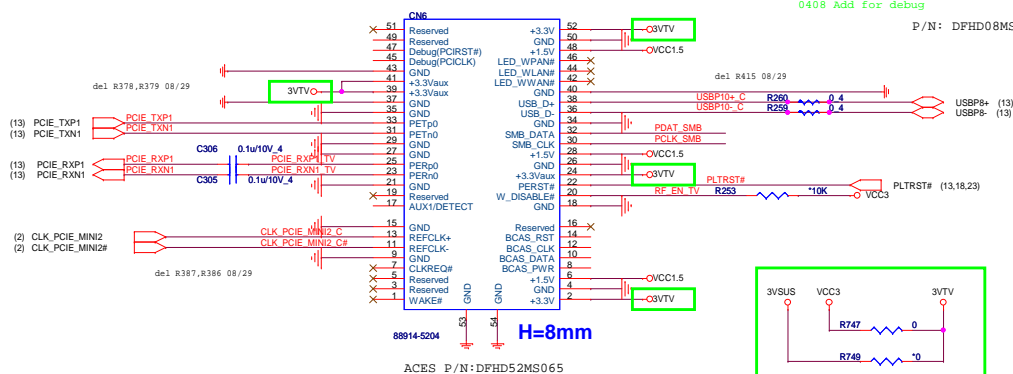 0408 Add for debug
P/N: DFHD08MS
CN6
51 Reserved
49 Reserved
47 Debug(PCIRST#)
45 Debug(PCICLK)
43 GND
41 +3.3Vaux
39 +3.3Vaux
37 GND
35 GND
33 PETp0
31 PETn0
29 GND
27 GND
25 PERp0
23 PERn0
21 GND
19 Reserved
17 AUX1/DETECT
15 GND
13 REFCLK+
11 REFCLK-
9 GND
7 CLKREQ#
5 Reserved
3 Reserved
1 WAKE#
+3.3V 52
GND 50
+1.5V 48
LED_WPAN# 46
LED_WLAN# 44
LED_WWAN# 42
GND 40
USB_D+ 38
USB_D- 36
GND 34
SMB_DATA 32
SMB_CLK 30
+1.5V 28
GND 26
+3.3Vaux 24
PERST# 22
W_DISABLE# 20
GND 18
Reserved 16
BCAS_RST 14
BCAS_CLK 12
BCAS_DATA 10
BCAS_PWR 8
+1.5V 6
GND 4
+3.3V 2
GND 53
GND 54
del R378,R379 08/29
3VTV
(13) PCIE_TXP1 PCIE_TXP1
(13) PCIE_TXN1 PCIE_TXN1
(13) PCIE_RXP1 PCIE_RXP1 C306 0.1u/10V_4 PCIE_RXP1_TV
(13) PCIE_RXN1 PCIE_RXN1 C305 0.1u/10V_4 PCIE_RXN1_TV
(2) CLK_PCIE_MINI2 CLK_PCIE_MINI2_C
(2) CLK_PCIE_MINI2# CLK_PCIE_MINI2_C#
del R387,R386 08/29
3VTV
VCC1.5
del R415 08/29
USBP10+_C R260 0_4 USBP8+ (13)
USBP10-_C R259 0_4 USBP8- (13)
PDAT_SMB
PCLK_SMB
VCC1.5
3VTV
PLTRST# PLTRST# (13,18,23)
RF_EN_TV R253 *10K VCC3
VCC1.5
3VTV
88914-5204
H=8mm
ACES P/N:DFHD52MS065
3VSUS VCC3 3VTV
R747 0
R749 *0